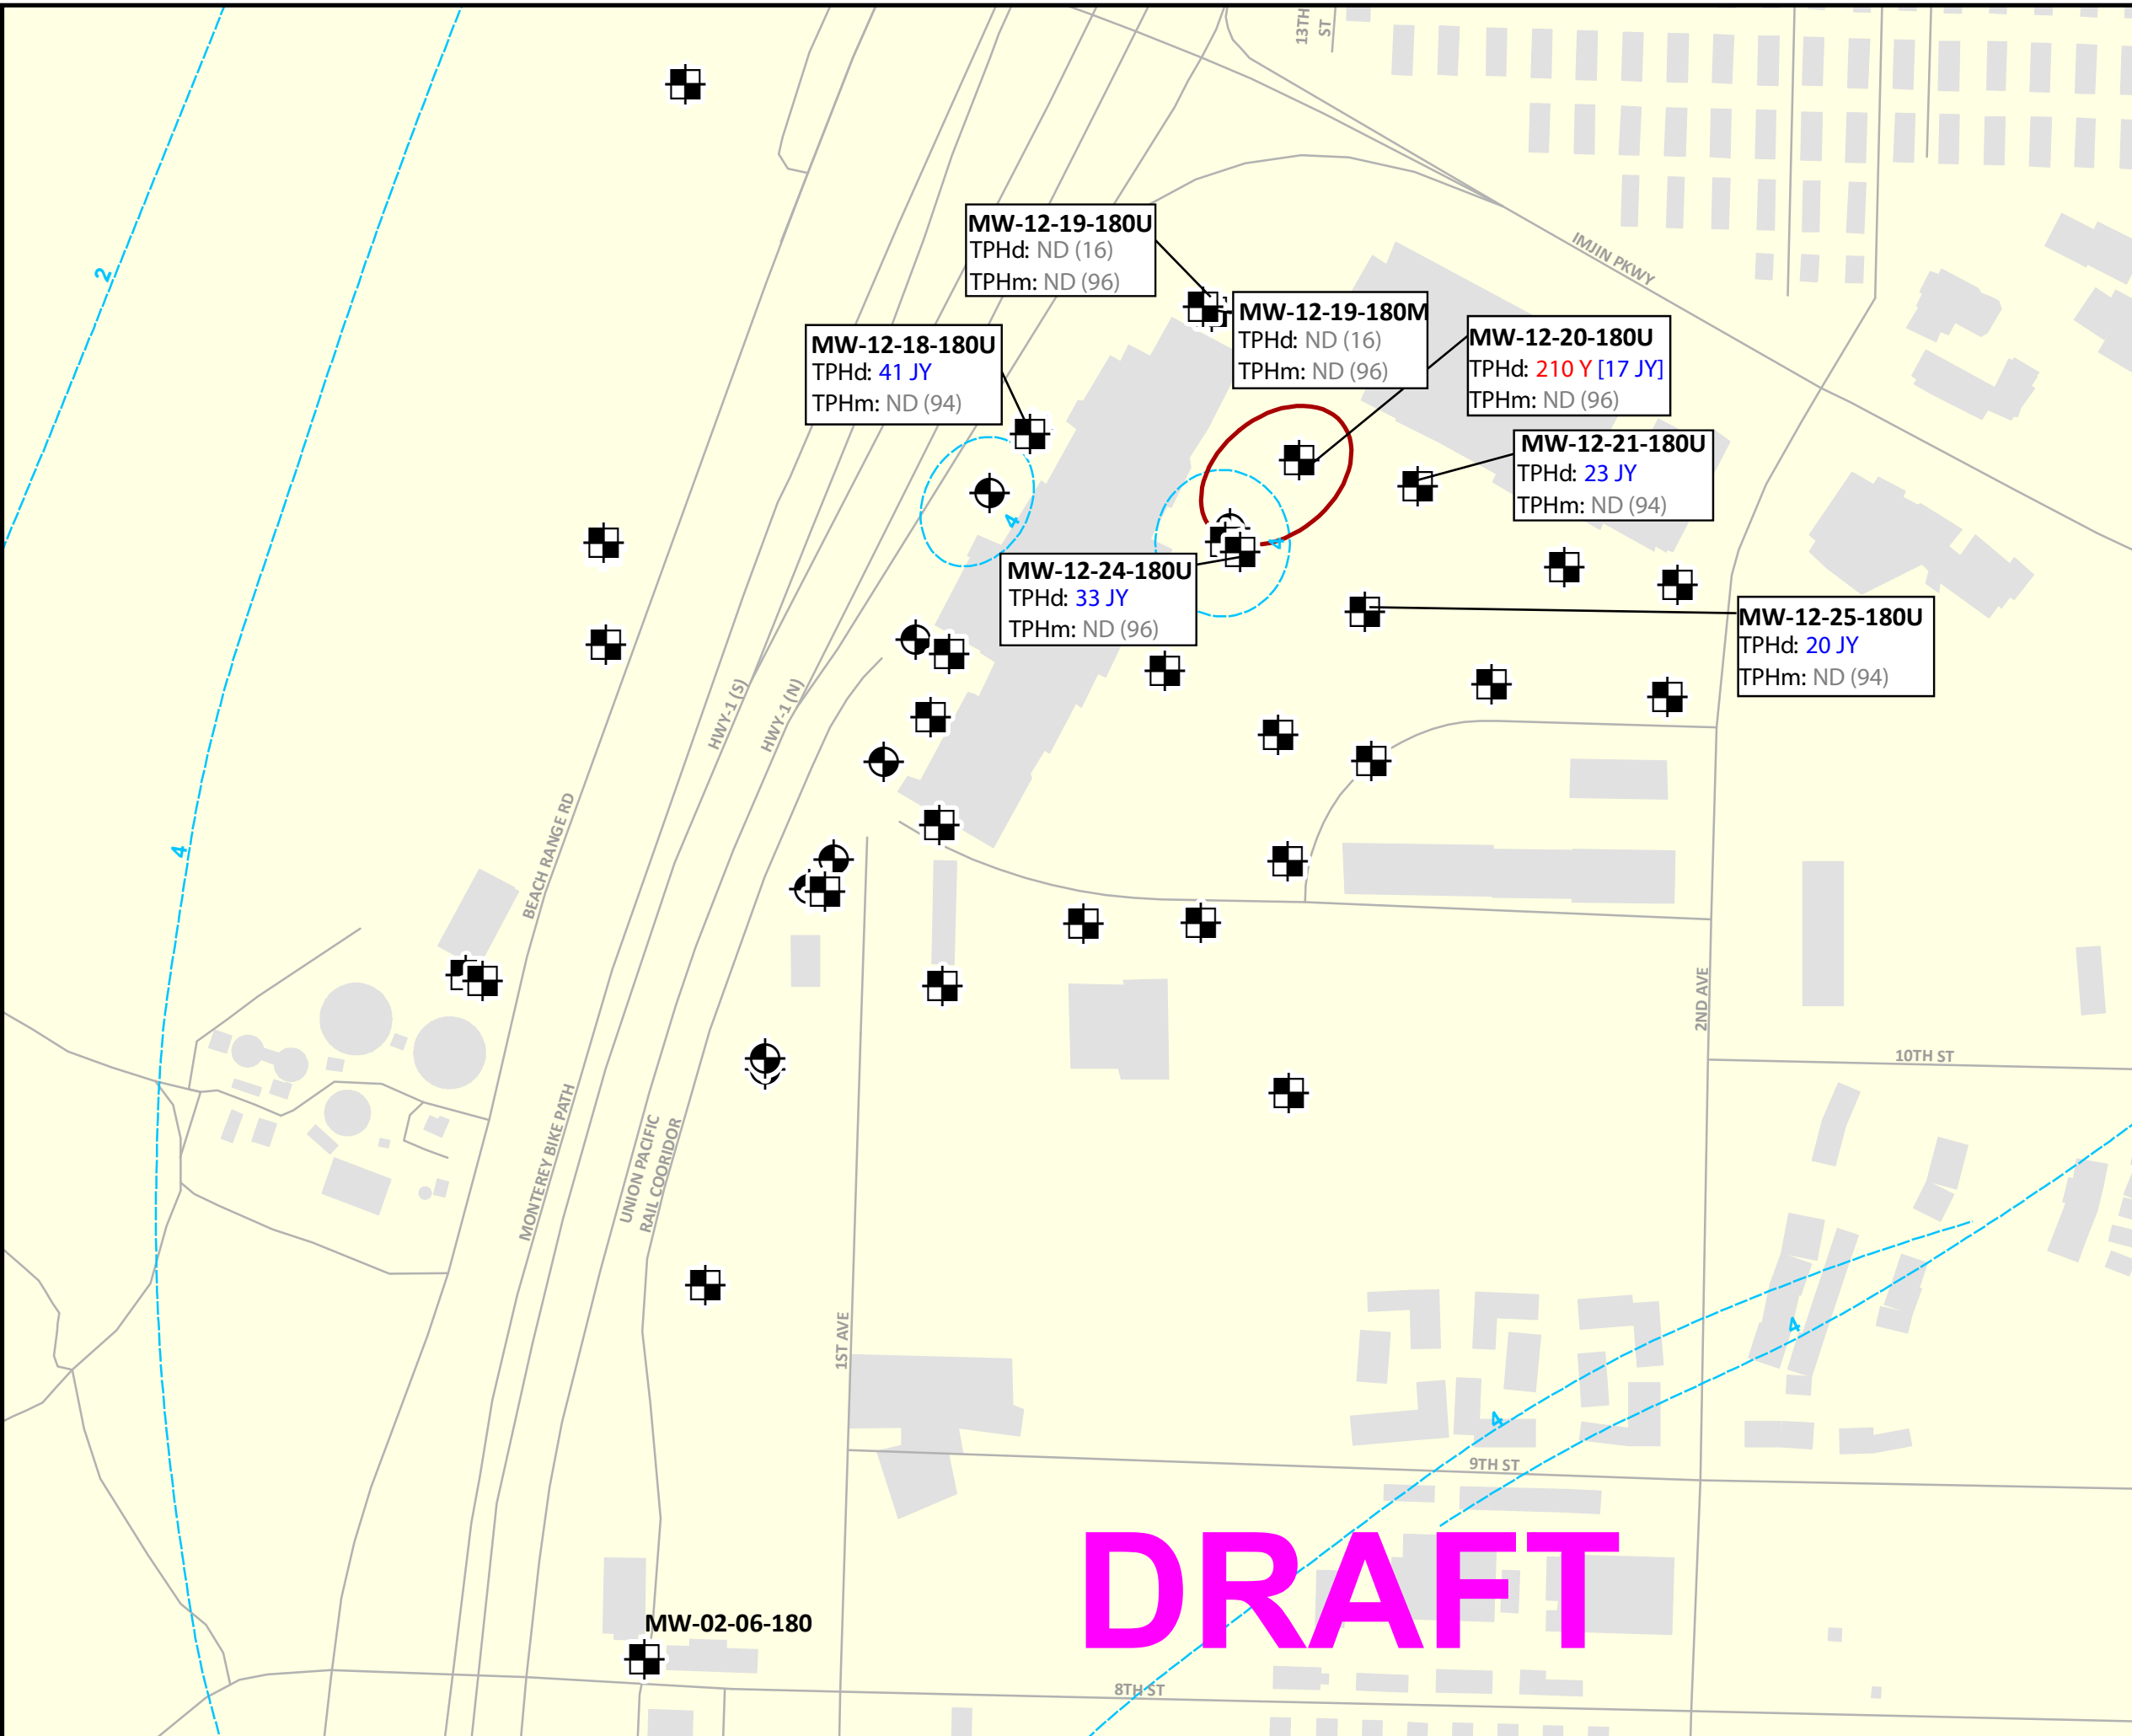 13TH
ST
2
MW-12-19-180U
TPHd: ND (16)
TPHm: ND (96)
IMJIN PKWY
MW-12-19-180M
TPHd: ND (16)
TPHm: ND (96)
MW-12-18-180U
TPHd: 41 JY
TPHm: ND (94)
MW-12-20-180U
TPHd: 210 Y [17 JY]
TPHm: ND (96)
MW-12-21-180U
TPHd: 23 JY
TPHm: ND (94)
4
4
MW-12-24-180U
TPHd: 33 JY
TPHm: ND (96)
MW-12-25-180U
TPHd: 20 JY
TPHm: ND (94)
HWY-1 (S)
HWY-1 (N)
4
BEACH RANGE RD
2ND AVE
10TH ST
MONTEREY BIKE PATH
UNION PACIFIC
RAIL COORIDOR
1ST AVE
4
4
9TH ST
DRAFT
MW-02-06-180
8TH ST